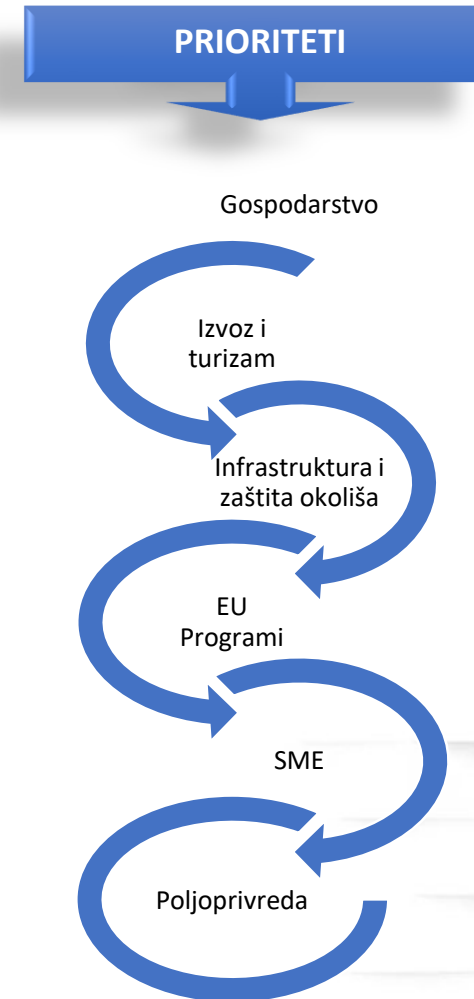 PRIORITETI
Gospodarstvo
Izvoz i
turizam
Infrastruktura i
zaštita okoliša
EU
Programi
SME
Poljoprivreda